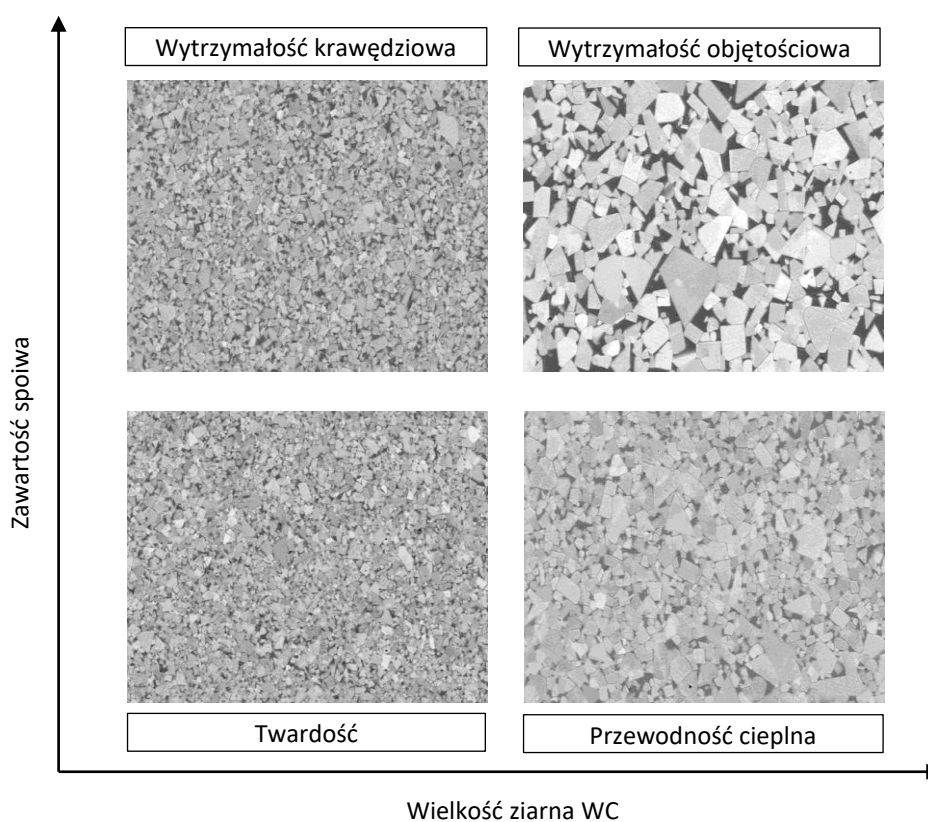 Wytrzymałość krawędziowa
Wytrzymałość objętościowa
Zawartość spoiwa
Twardość
Przewodność cieplna
Wielkość ziarna WC